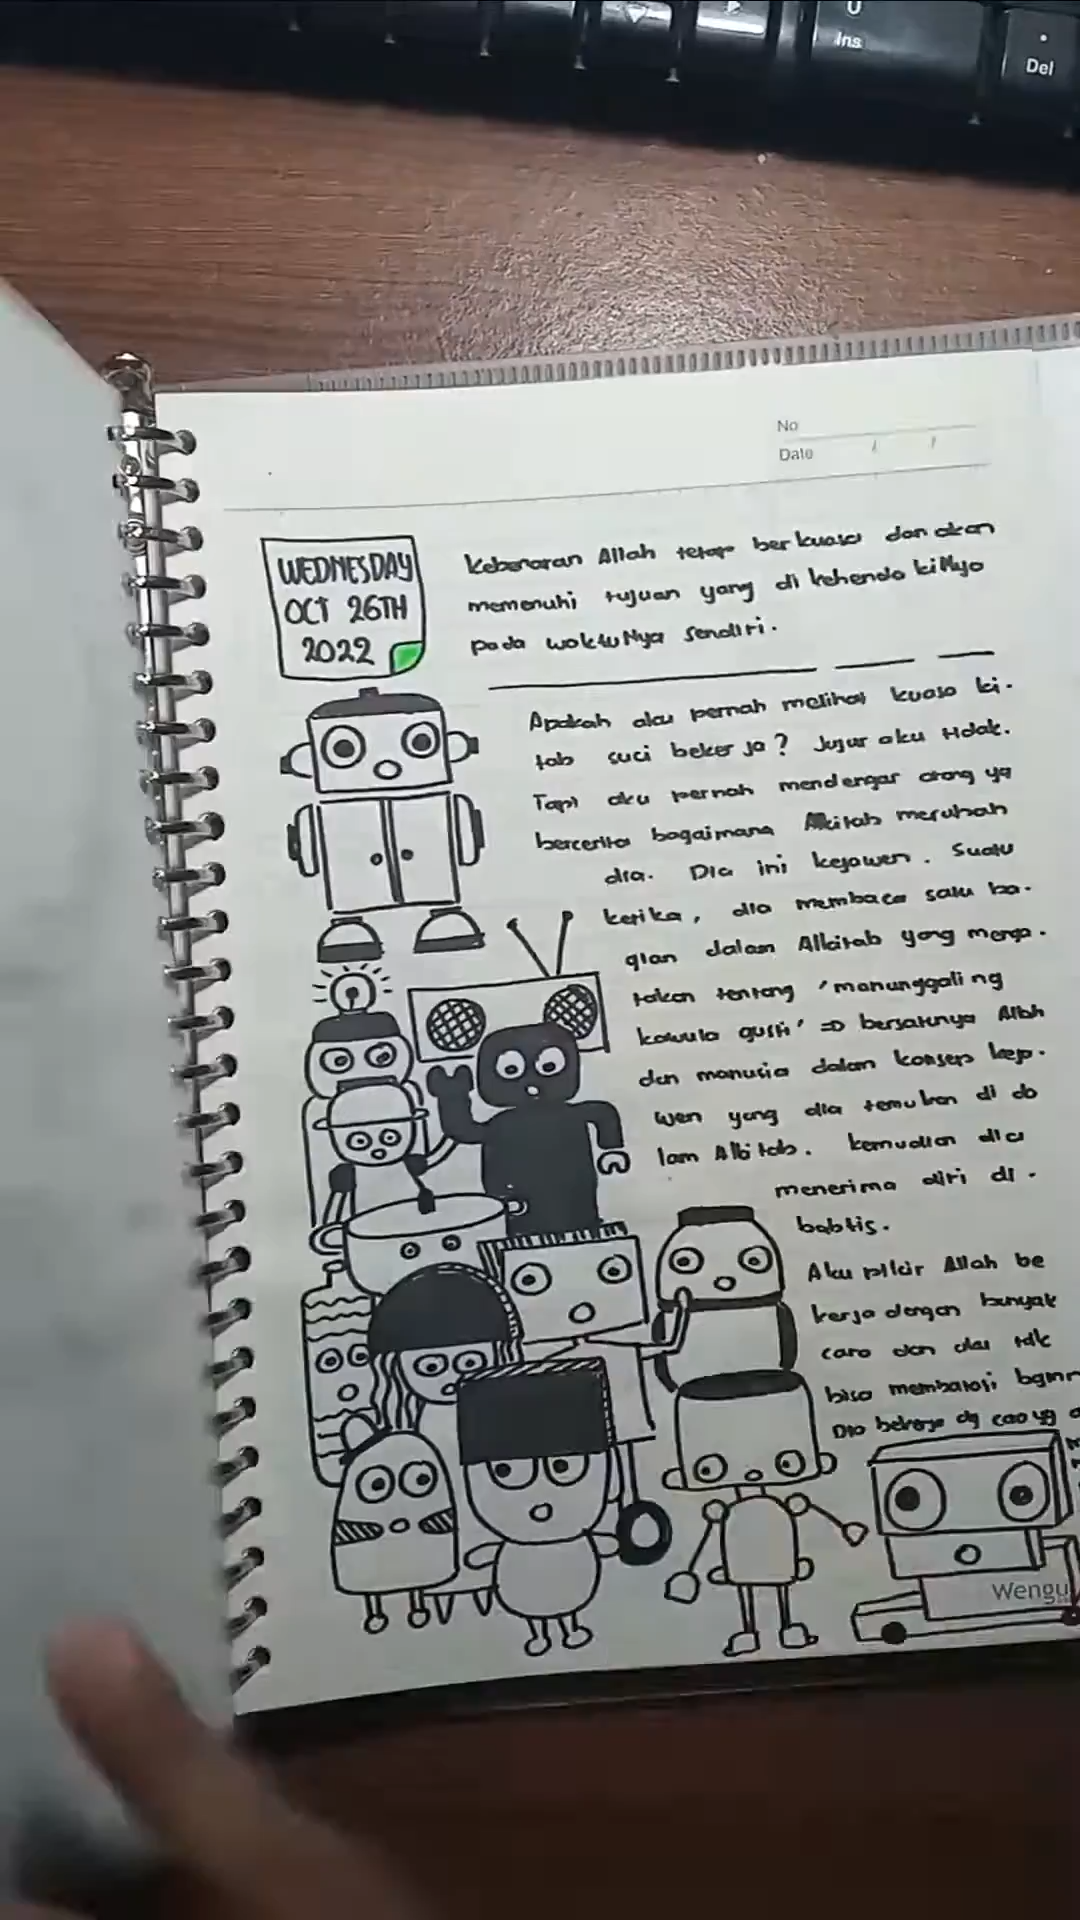 U
Ins
Del
No
Date / /
WEDNESDAY
OCT 26TH
2022
Kebenaran Allah tetap berkuasa dan akan
memenuhi tujuan yang di kehendakiNya
pada waktuNya sendiri.
Apakah aku pernah melihat kuasa ki-
tab suci bekerja? Jujur aku tidak.
Tapi aku pernah mendengar orang yg
bercerita bagaimana Alkitab merubah
dia. Dia ini kejawen. Suatu
ketika, dia membaca satu ba-
gian dalam Alkitab yang menga-
takan tentang 'manunggaling
kawula gusti' => bersatunya Allah
dan manusia dalam konsep keja-
wen yang dia temukan di da
lam Alkitab. kemudian dia
menerima diri di-
babtis.
Aku pikir Allah be
kerja dengan banyak
cara dan aku tdk
bisa membatasi bgmn
Dia bekerja dg cara yg
Wengu